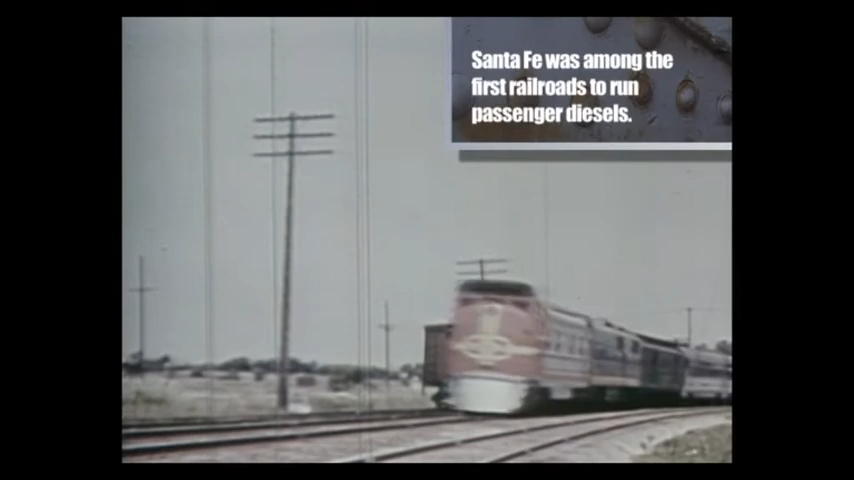 Santa Fe was among the
first railroads to run
passenger diesels.